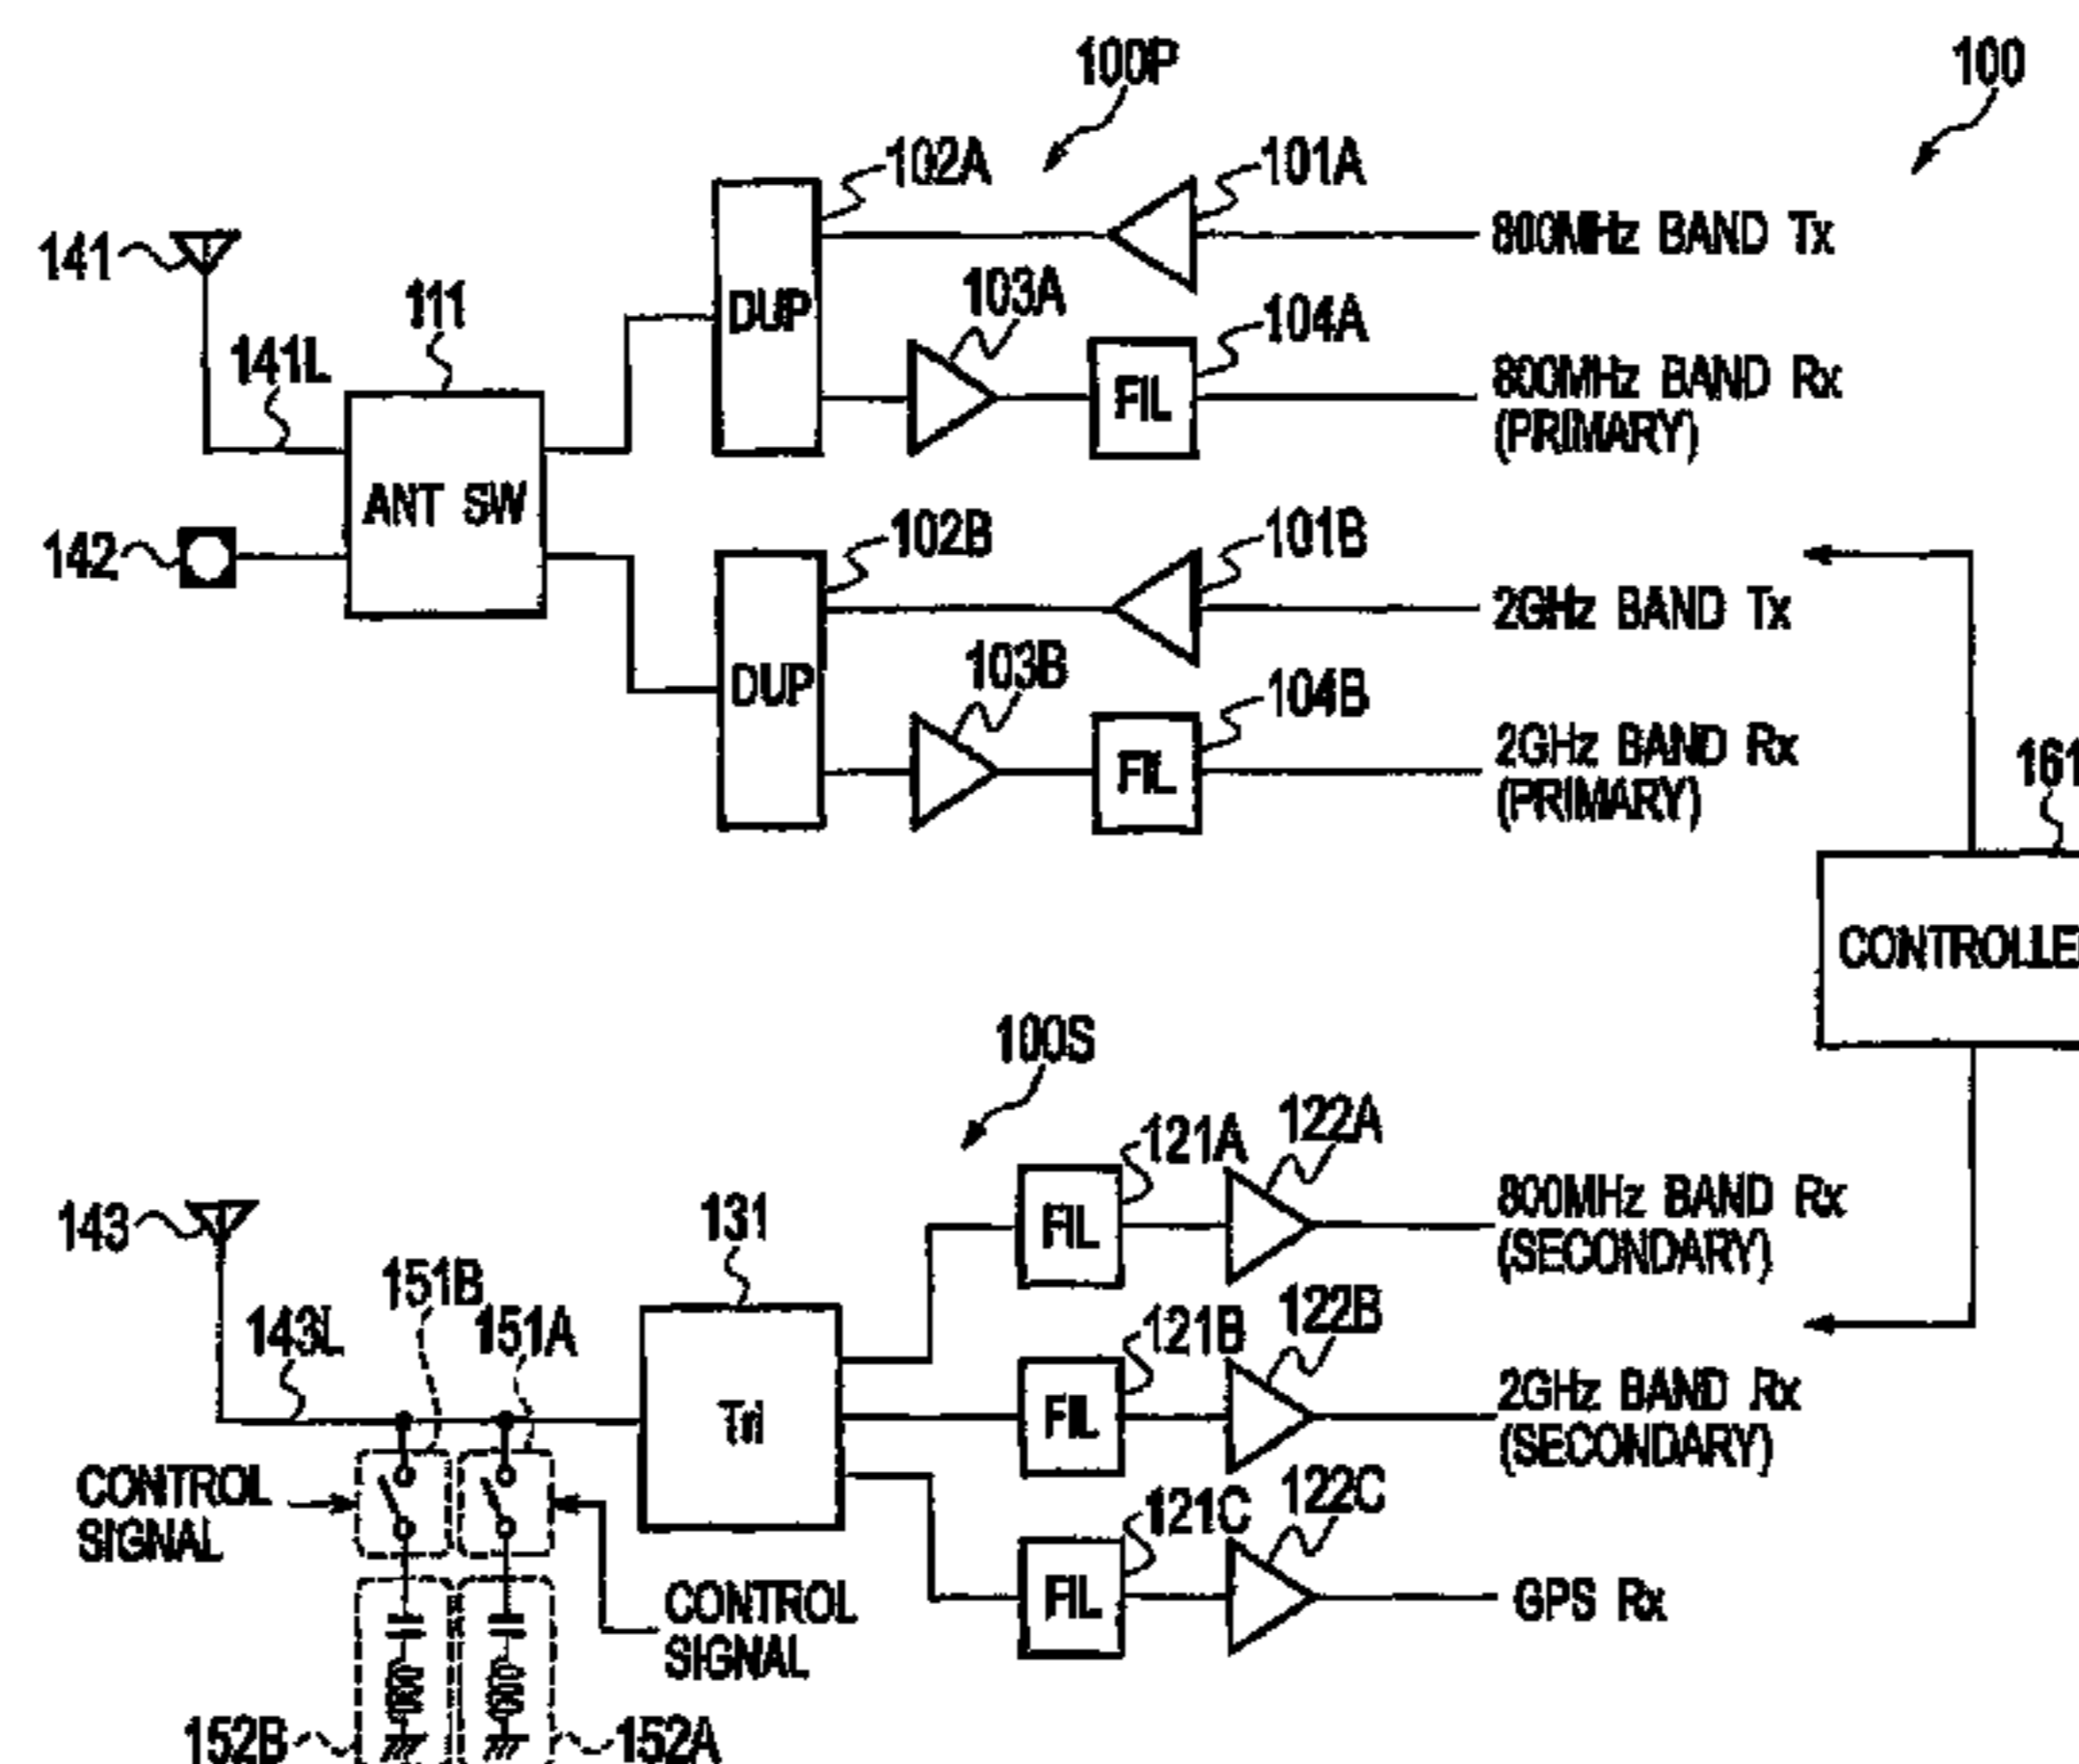 100P
100
102A
101A
800MHz BAND Tx
141
111
103A
104A
141L
DUP
FIL
800MHz BAND Rx
(PRIMARY)
ANT SW
142
102B
101B
2GHz BAND Tx
103B
104B
DUP
FIL
2GHz BAND Rx
(PRIMARY)
161
CONTROLLE
100S
121A
122A
143
131
FIL
800MHz BAND Rx
(SECONDARY)
151B
143L
151A
121B
122B
Tri
FIL
2GHz BAND Rx
(SECONDARY)
CONTROL
SIGNAL
121C
122C
FIL
GPS Rx
CONTROL
SIGNAL
152B
152A